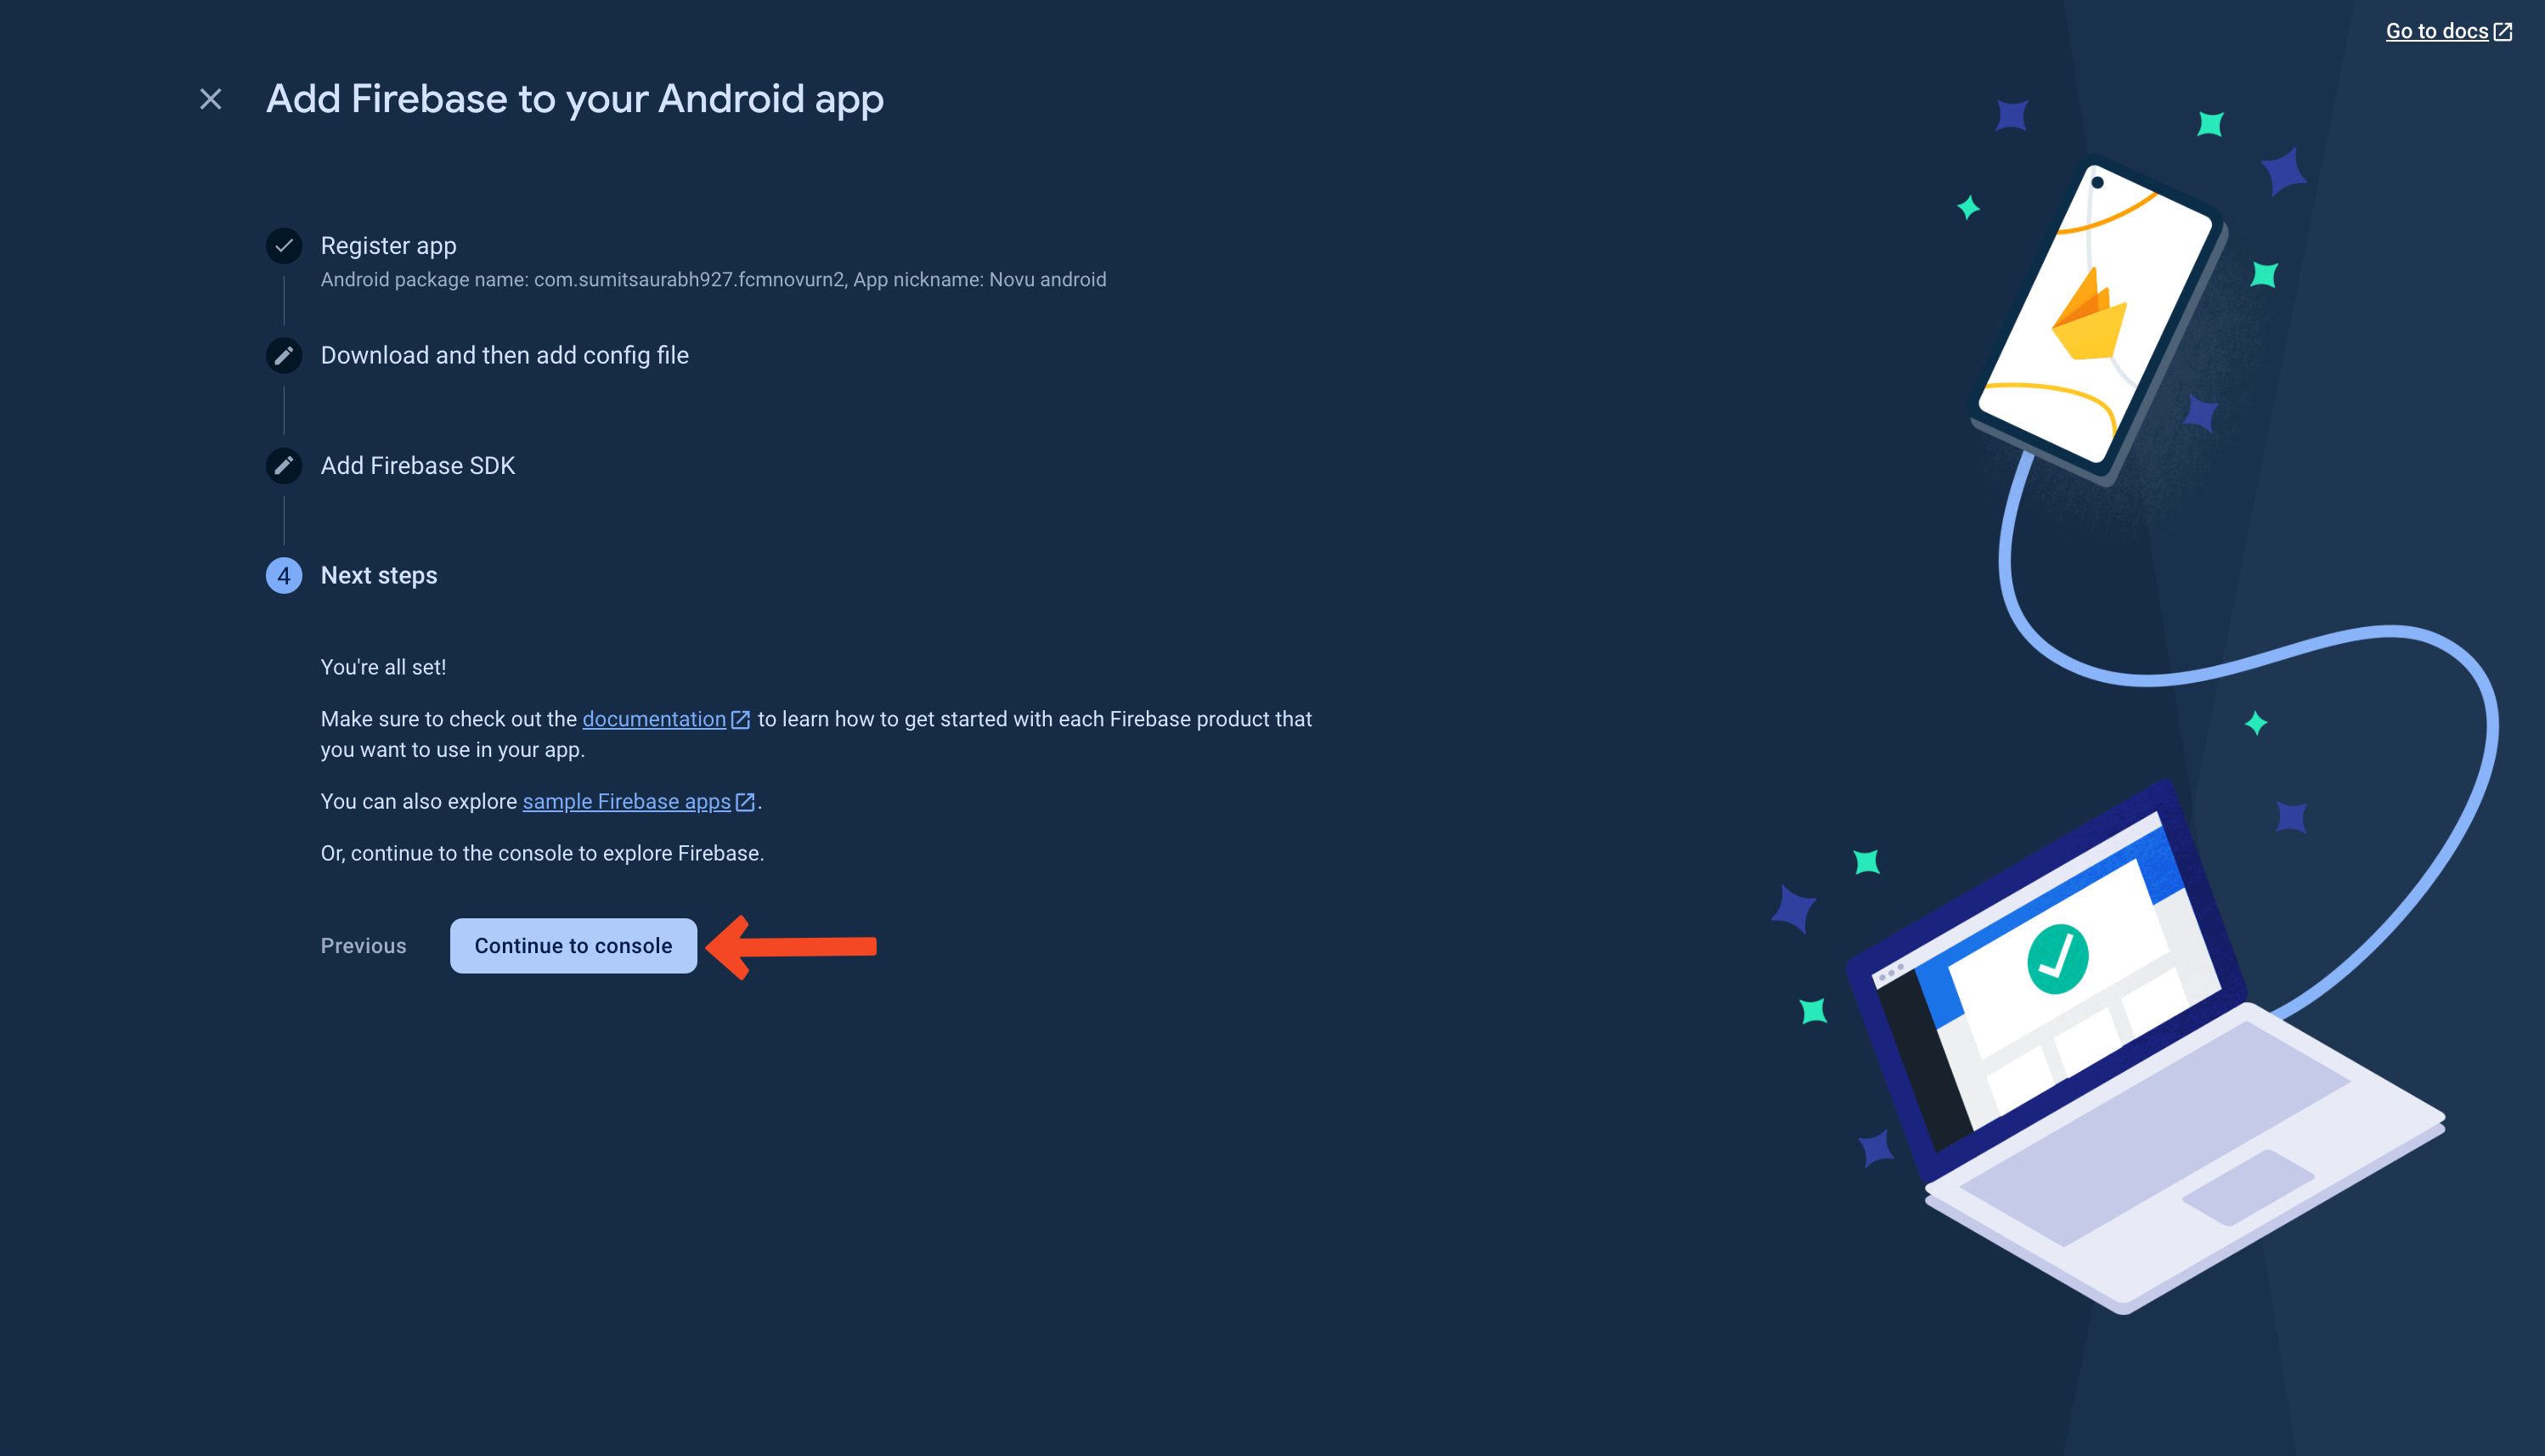 Go to docs
Add Firebase to your Android app
Register app
Android package name: com.sumitsaurabh927.fcmnovurn2, App nickname: Novu android
Download and then add config file
Add Firebase SDK
4 Next steps
You're all set!
Make sure to check out the documentation to learn how to get started with each Firebase product that
you want to use in your app.
You can also explore sample Firebase apps.
Or, continue to the console to explore Firebase.
Previous Continue to console